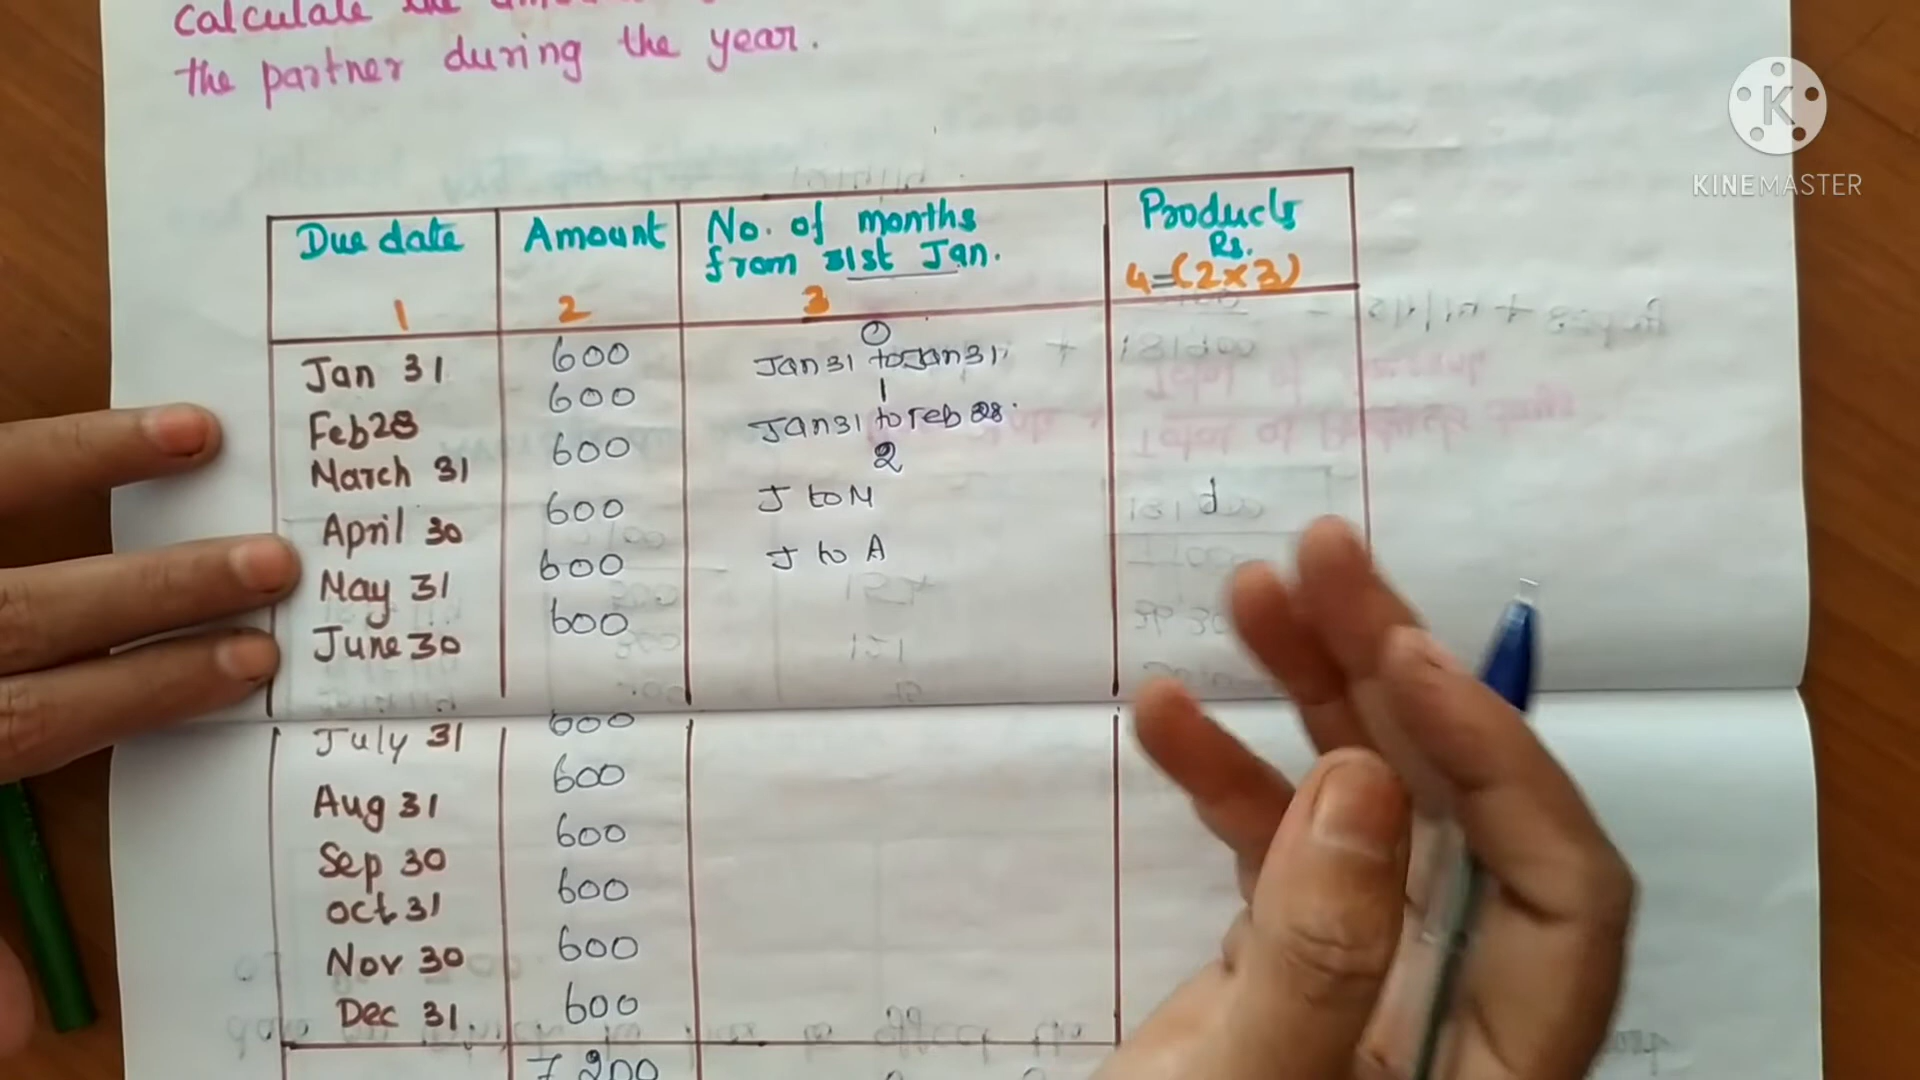 calculate the
the partner during the year.
KINEMASTER
Due date Amount No. of months from 31st Jan. Products Rs.
1 2 3 4=(2x3)
0
Jan 31 600 Jan 31 to Jan 31
1
Feb 28 600 Jan 31 to Feb 28.
2
March 31 600 J to M
April 30 600 J to A
May 31 600
June 30 600
July 31 600
Aug 31 600
Sep 30 600
Oct 31 600
Nov 30 600
Dec 31 600
7200